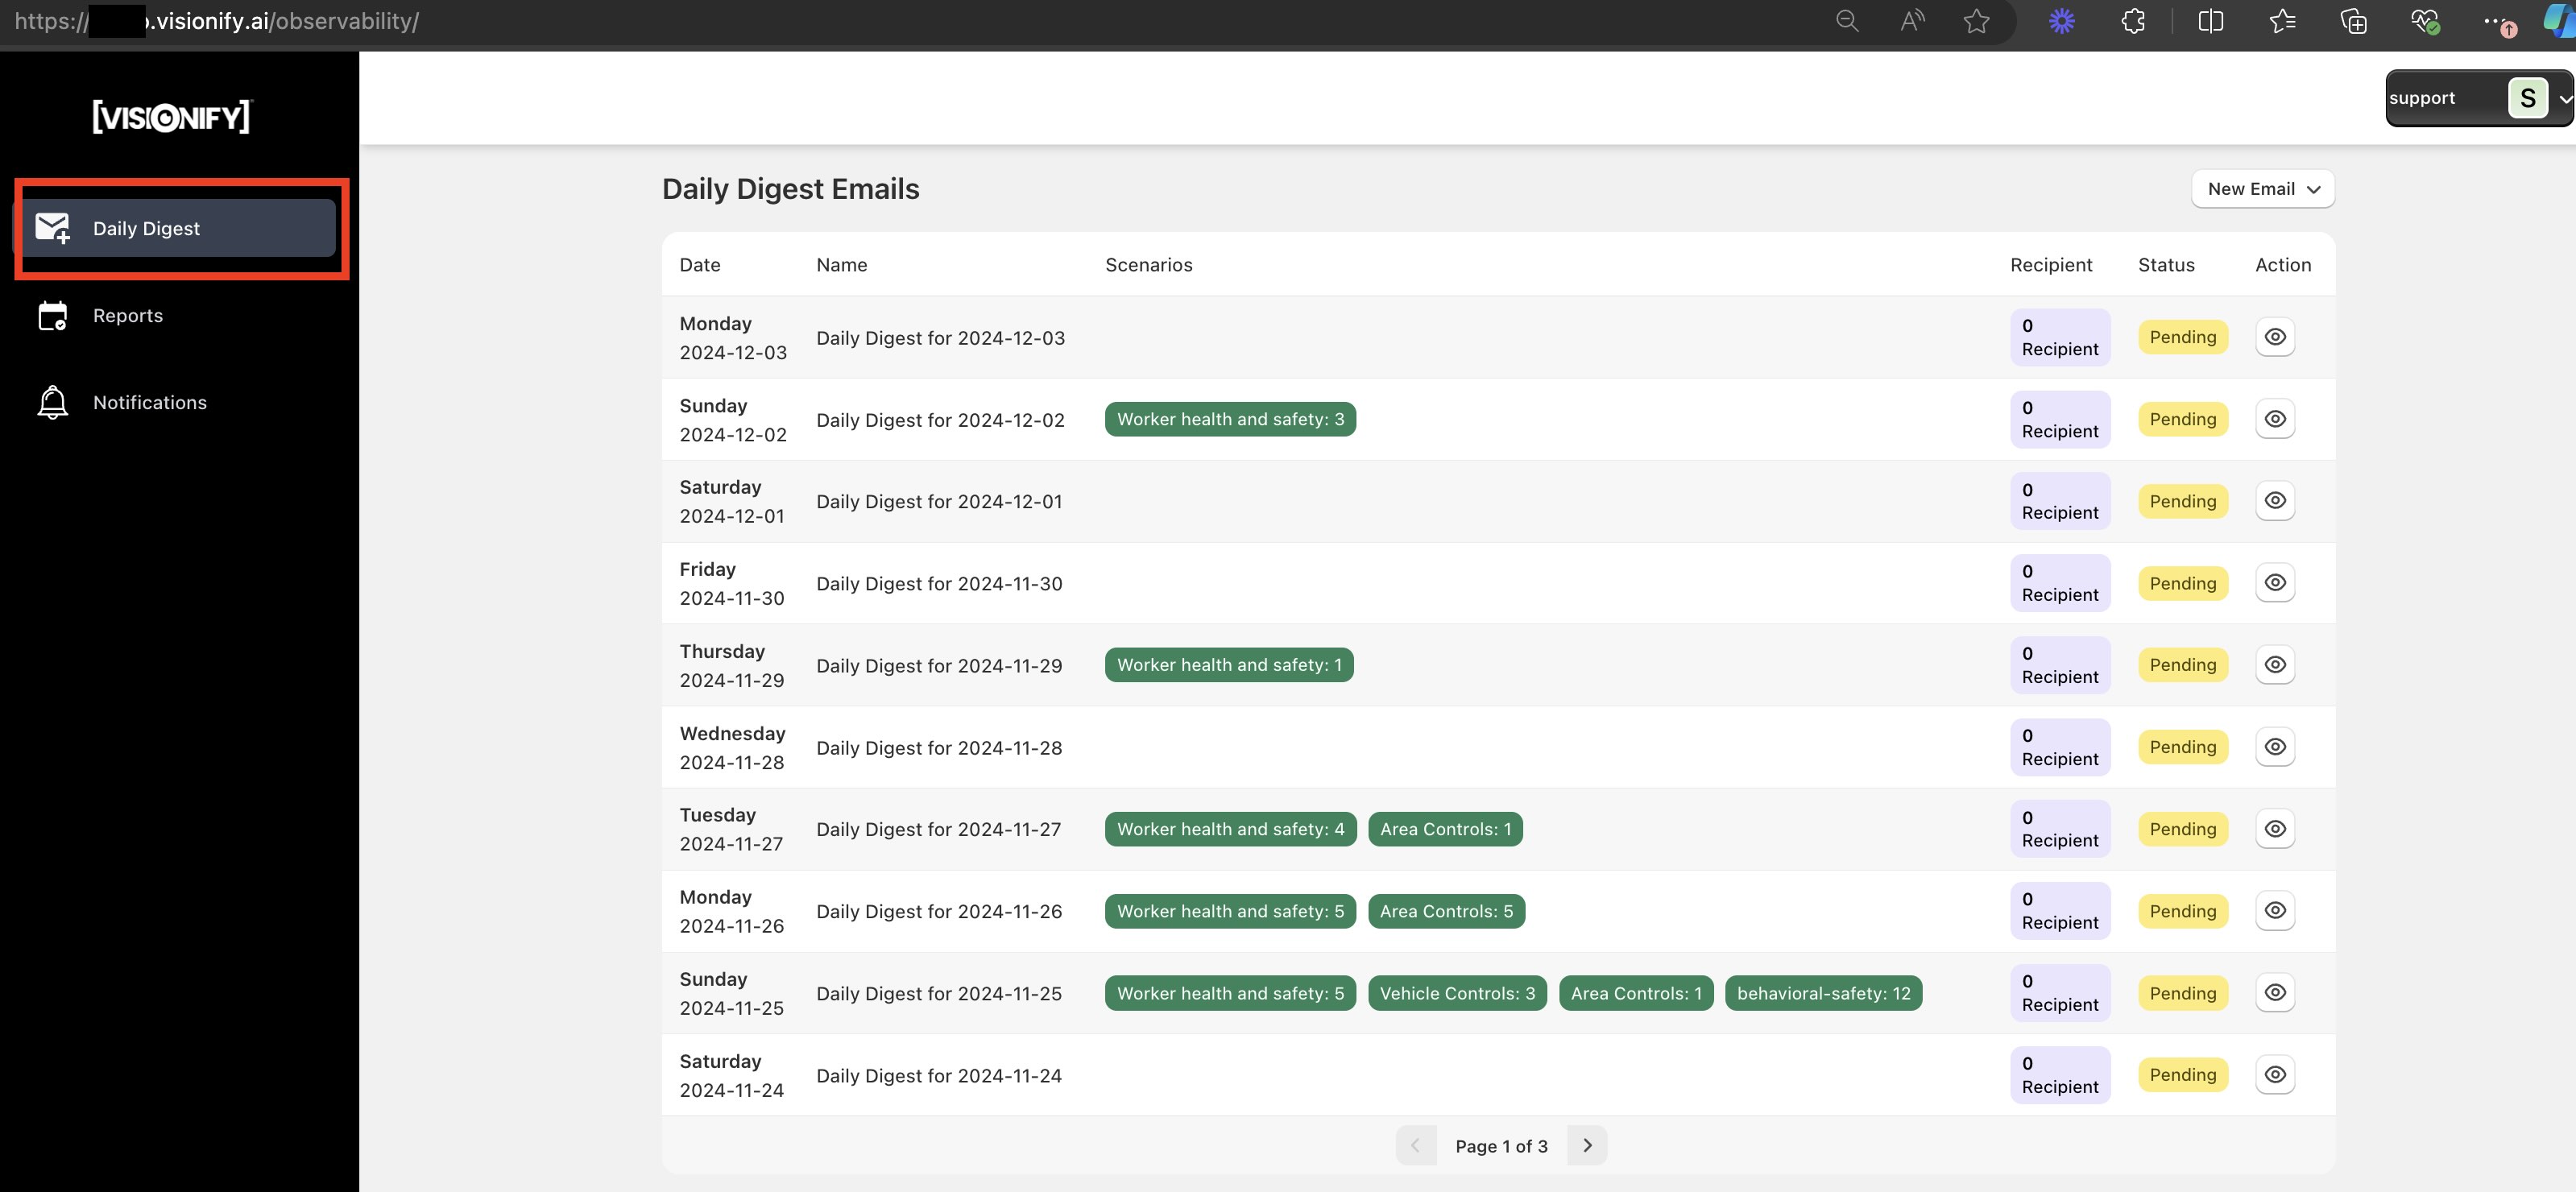 https://.visionify.ai/observability/
[VISIONIFY]
support S
Daily Digest
Reports
Notifications
Daily Digest Emails
New Email
Date Name Scenarios Recipient Status Action
Monday
2024-12-03
Daily Digest for 2024-12-03
0
Recipient
Pending
Sunday
2024-12-02
Daily Digest for 2024-12-02
Worker health and safety: 3
0
Recipient
Pending
Saturday
2024-12-01
Daily Digest for 2024-12-01
0
Recipient
Pending
Friday
2024-11-30
Daily Digest for 2024-11-30
0
Recipient
Pending
Thursday
2024-11-29
Daily Digest for 2024-11-29
Worker health and safety: 1
0
Recipient
Pending
Wednesday
2024-11-28
Daily Digest for 2024-11-28
0
Recipient
Pending
Tuesday
2024-11-27
Daily Digest for 2024-11-27
Worker health and safety: 4 Area Controls: 1
0
Recipient
Pending
Monday
2024-11-26
Daily Digest for 2024-11-26
Worker health and safety: 5 Area Controls: 5
0
Recipient
Pending
Sunday
2024-11-25
Daily Digest for 2024-11-25
Worker health and safety: 5 Vehicle Controls: 3 Area Controls: 1 behavioral-safety: 12
0
Recipient
Pending
Saturday
2024-11-24
Daily Digest for 2024-11-24
0
Recipient
Pending
Page 1 of 3